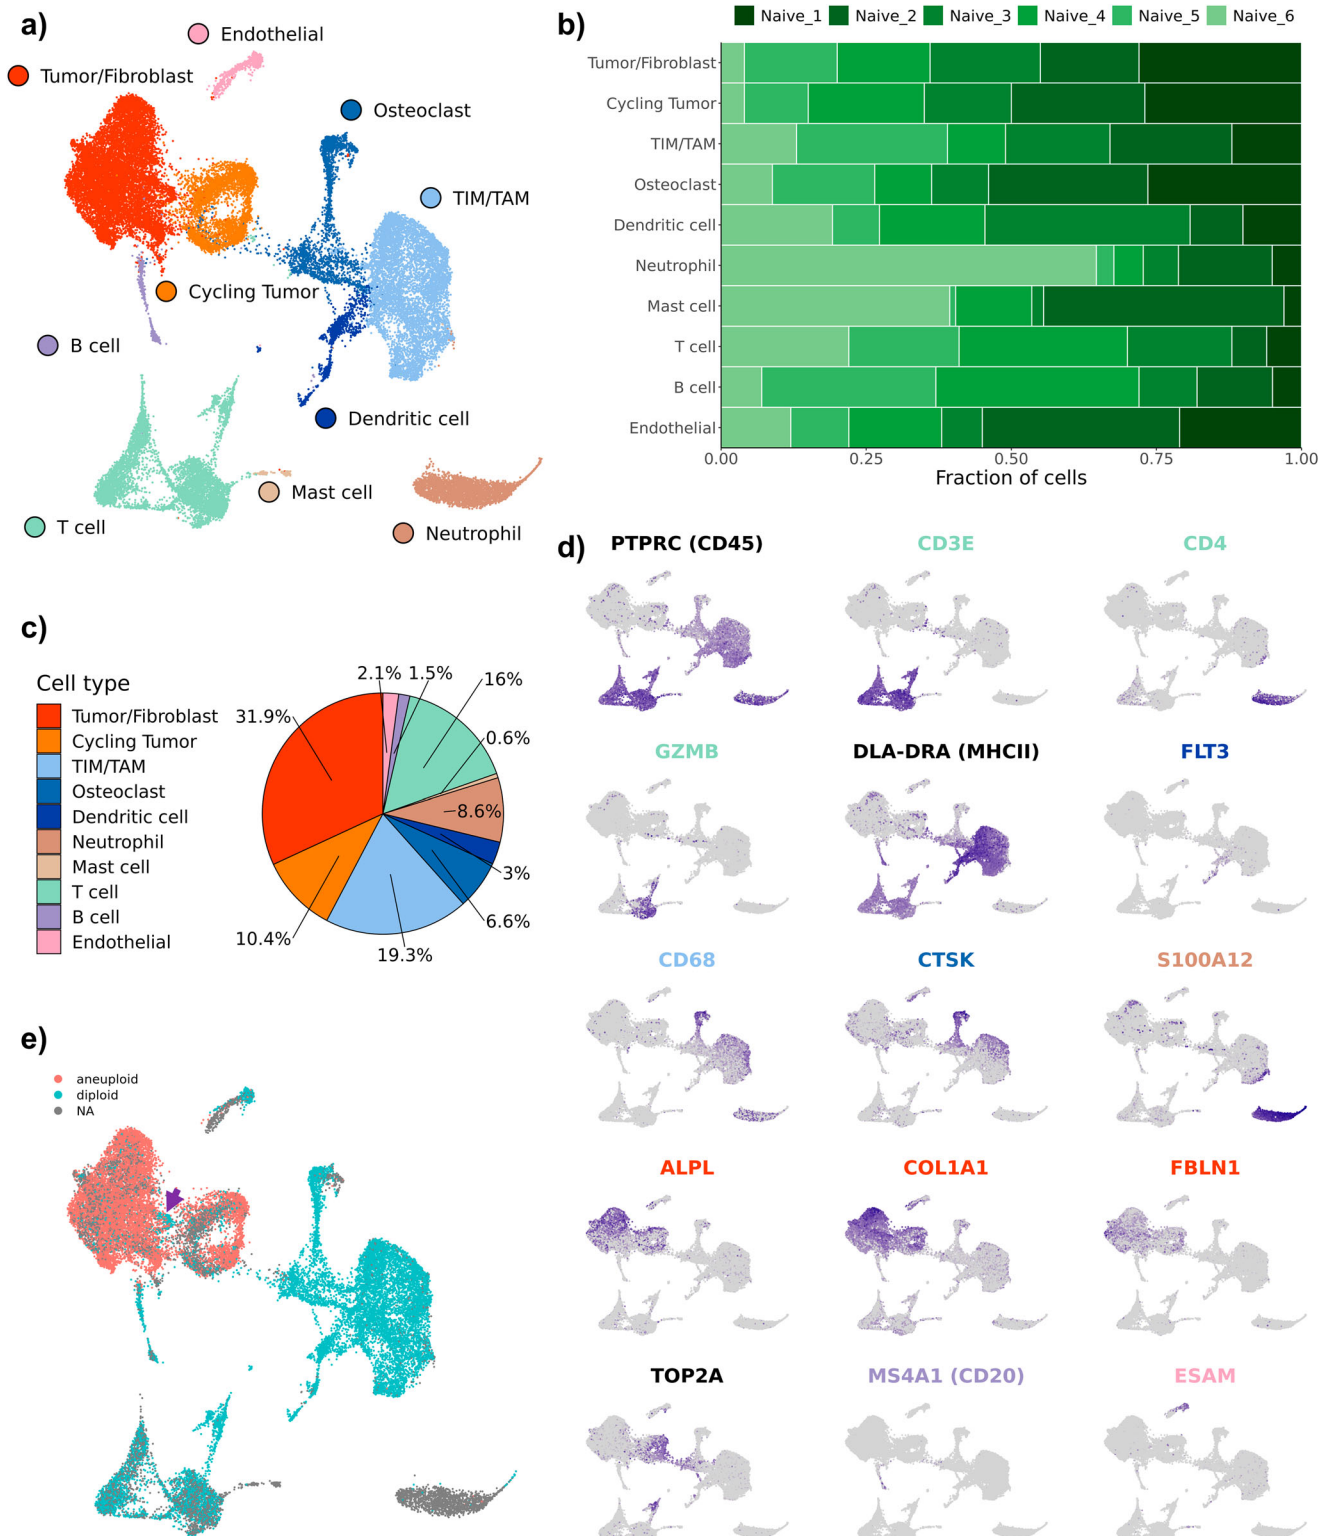 a)
Endothelial
Tumor/Fibroblast
Osteoclast
TIM/TAM
Cycling Tumor
B cell
Dendritic cell
Mast cell
T cell
Neutrophil
b)
Naive_1 Naive_2 Naive_3 Naive_4 Naive_5 Naive_6
Tumor/Fibroblast
Cycling Tumor
TIM/TAM
Osteoclast
Dendritic cell
Neutrophil
Mast cell
T cell
B cell
Endothelial
0.00 0.25 0.50 0.75 1.00
Fraction of cells
c)
Cell type
Tumor/Fibroblast
Cycling Tumor
TIM/TAM
Osteoclast
Dendritic cell
Neutrophil
Mast cell
T cell
B cell
Endothelial
2.1% 1.5%
16%
31.9%
0.6%
8.6%
3%
6.6%
10.4%
19.3%
d)
PTPRC (CD45) CD3E CD4
GZMB DLA-DRA (MHCII) FLT3
CD68 CTSK S100A12
ALPL COL1A1 FBLN1
TOP2A MS4A1 (CD20) ESAM
e)
aneuploid
diploid
NA